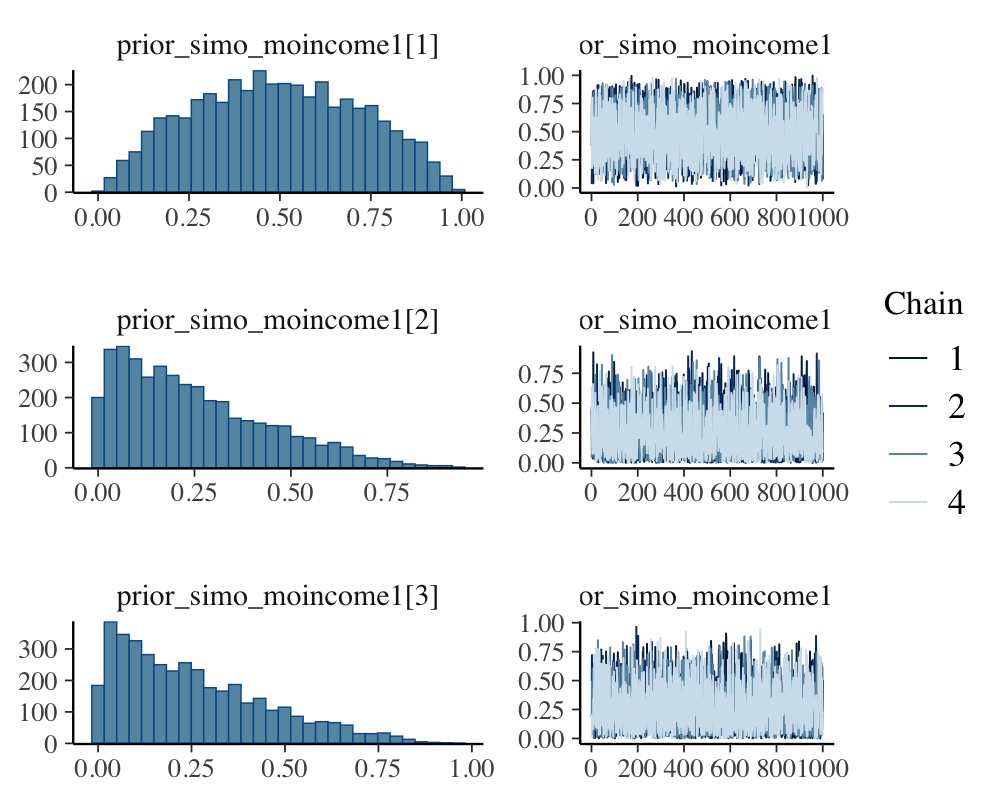 prior_simo_moincome1[1]
or_simo_moincome1
200
150
100
50
0
0.00 0.25 0.50 0.75 1.00
1.00
0.75
0.50
0.25
0.00
0 200 400 600 800 1000
prior_simo_moincome1[2]
or_simo_moincome1
300
200
100
0
0.00 0.25 0.50 0.75
0.75
0.50
0.25
0.00
0 200 400 600 800 1000
Chain
1
2
3
4
prior_simo_moincome1[3]
or_simo_moincome1
300
200
100
0
0.00 0.25 0.50 0.75 1.00
1.00
0.75
0.50
0.25
0.00
0 200 400 600 800 1000